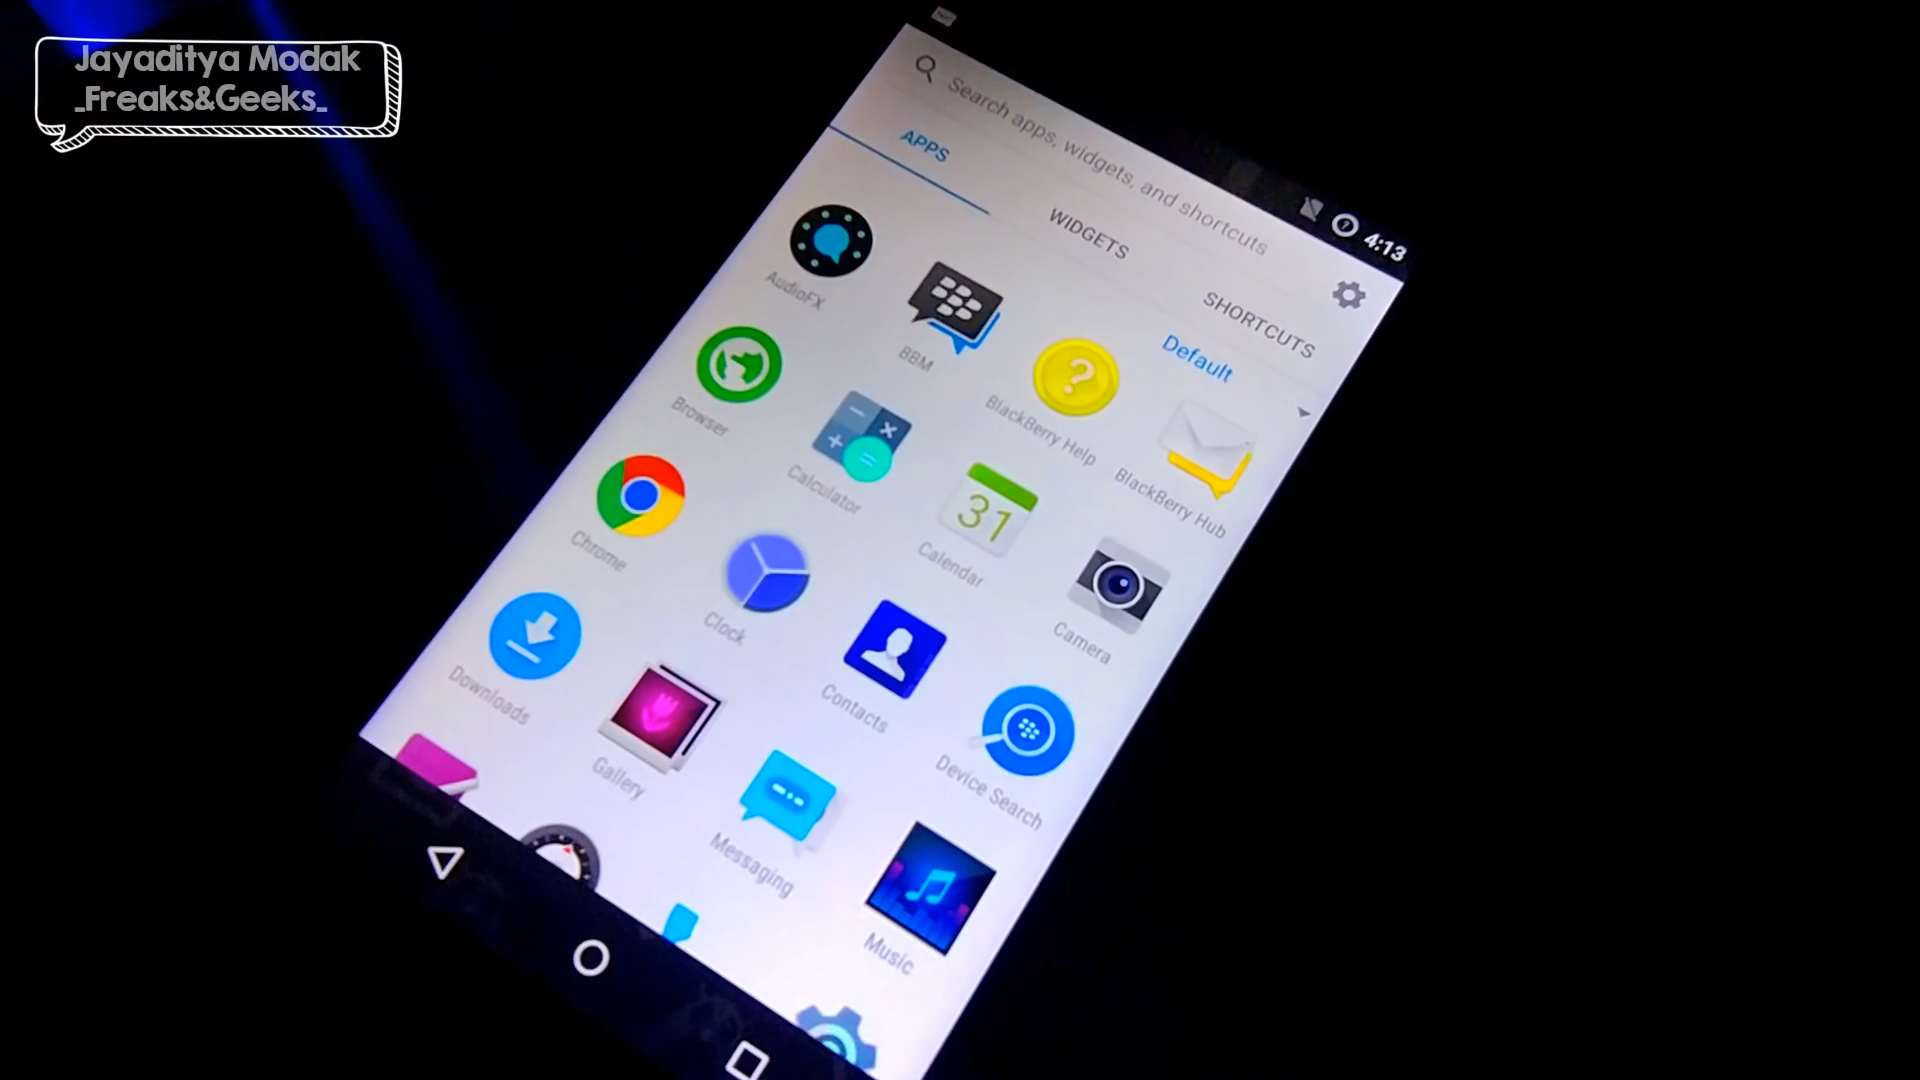 Jayaditya Modak
_Freaks&Geeks_
4:13
Search apps, widgets, and shortcuts
APPS
WIDGETS
SHORTCUTS
Default
AudioFX
BBM
BlackBerry Help
BlackBerry Hub
Browser
Calculator
31
Calendar
Camera
Chrome
Clock
Contacts
Device Search
Downloads
Gallery
Messaging
Music